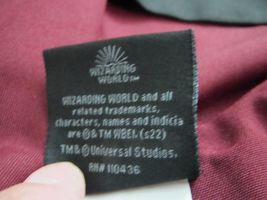 WIZARDING
WORLD™
WIZARDING WORLD and all
related trademarks,
characters, names and indicia
are ©&TM WBEI. (s22)
TM&©Universal Studios.
RN# 110436